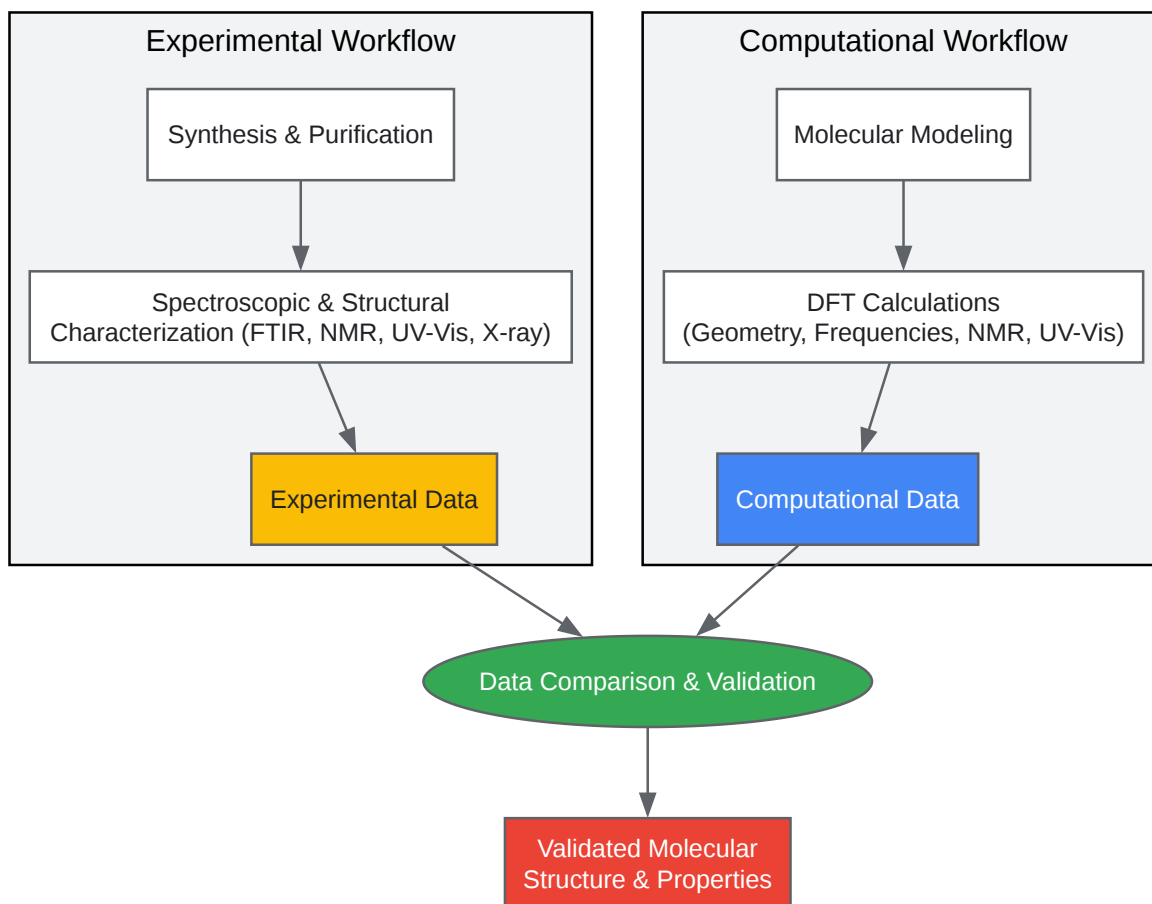 Experimental Workflow
Synthesis & Purification
Spectroscopic & Structural
Characterization (FTIR, NMR, UV-Vis, X-ray)
Experimental Data
Computational Workflow
Molecular Modeling
DFT Calculations
(Geometry, Frequencies, NMR, UV-Vis)
Computational Data
Data Comparison & Validation
Validated Molecular
Structure & Properties